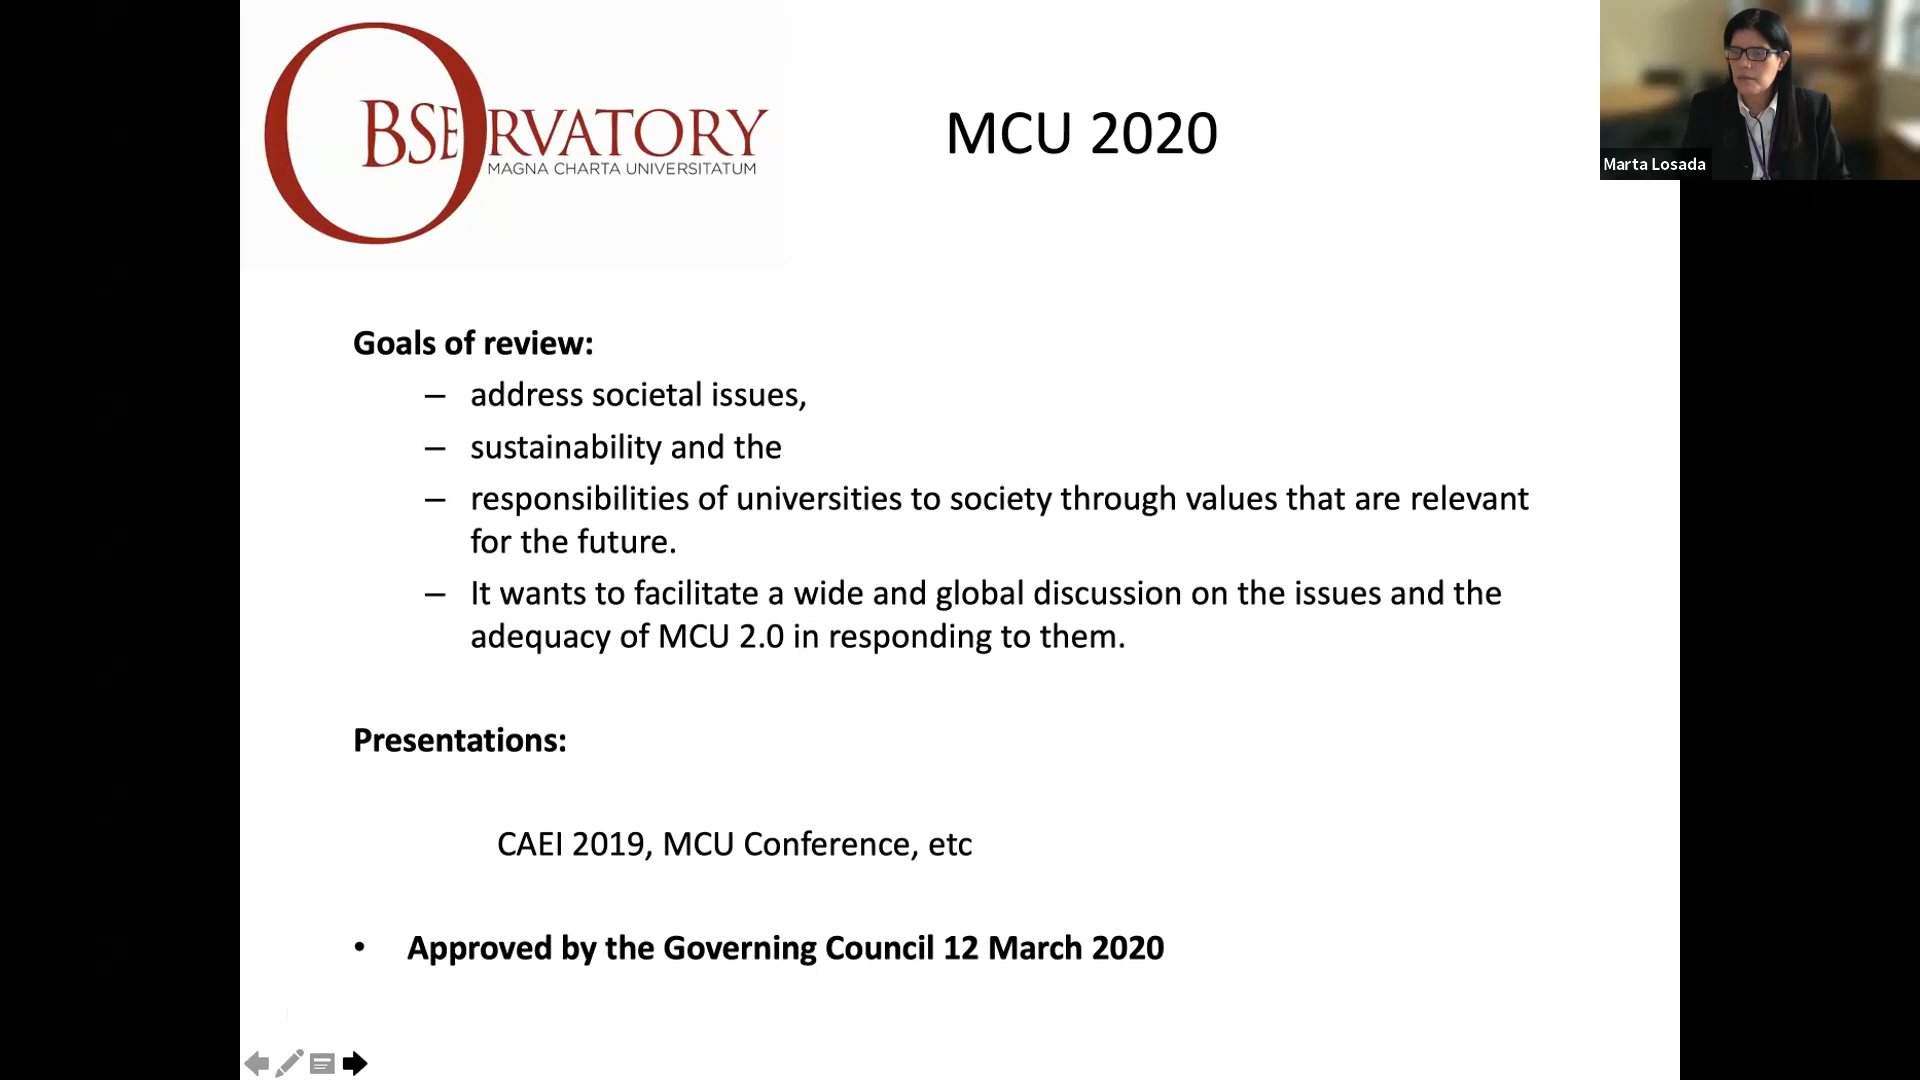 OBSERVATORY
MAGNA CHARTA UNIVERSITATUM
MCU 2020
Marta Losada
Goals of review:
– address societal issues,
– sustainability and the
– responsibilities of universities to society through values that are relevant
for the future.
– It wants to facilitate a wide and global discussion on the issues and the
adequacy of MCU 2.0 in responding to them.
Presentations:
CAEI 2019, MCU Conference, etc
• Approved by the Governing Council 12 March 2020